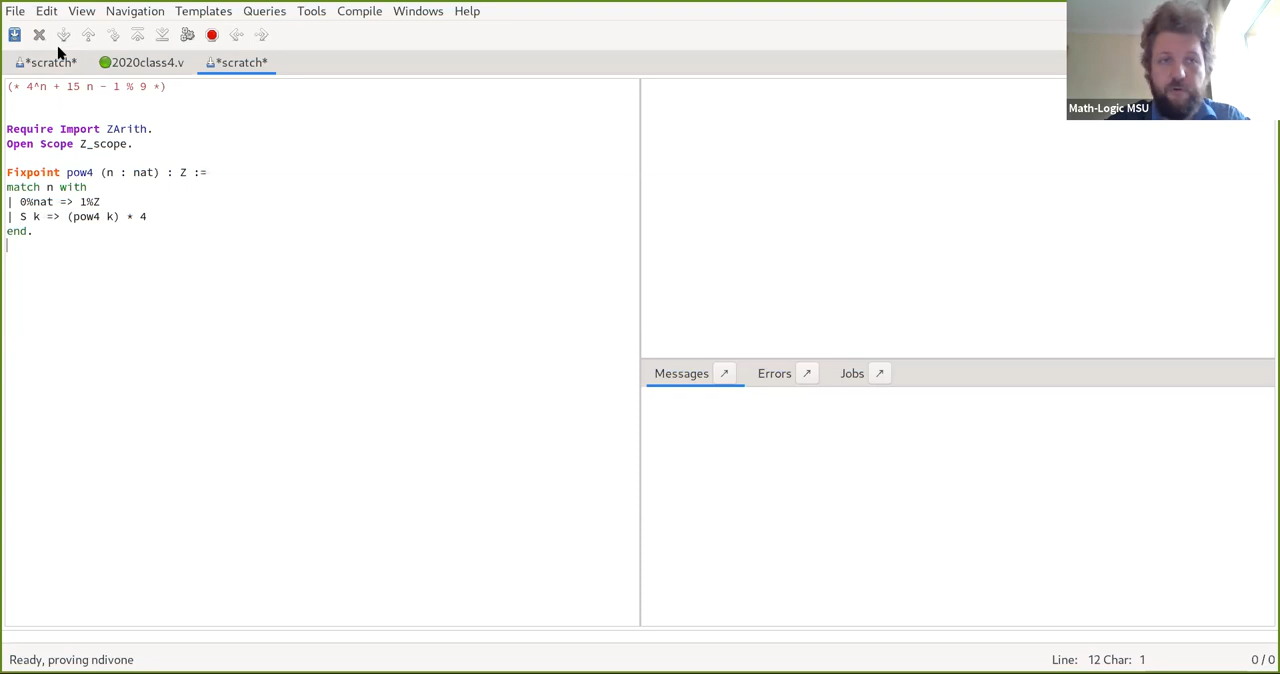 File Edit View Navigation Templates Queries Tools Compile Windows Help
*scratch* 2020class4.v *scratch*
(* 4^n + 15 n - 1 % 9 *)
Math-Logic MSU
Require Import ZArith.
Open Scope Z_scope.
Fixpoint pow4 (n : nat) : Z :=
match n with
| 0%nat => 1%Z
| S k => (pow4 k) * 4
end.
Messages Errors Jobs
Ready, proving ndivone Line: 12 Char: 1 0 / 0